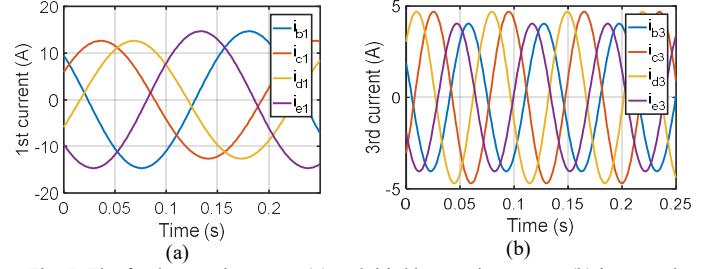 20
10
0
-10
-20
1st current (A)
i_b1
i_c1
i_d1
i_e1
0 0.05 0.1 0.15 0.2
Time (s)
(a)
5
0
-5
3rd current (A)
i_b3
i_c3
i_d3
i_e3
0 0.05 0.1 0.15 0.2 0.25
Time (s)
(b)